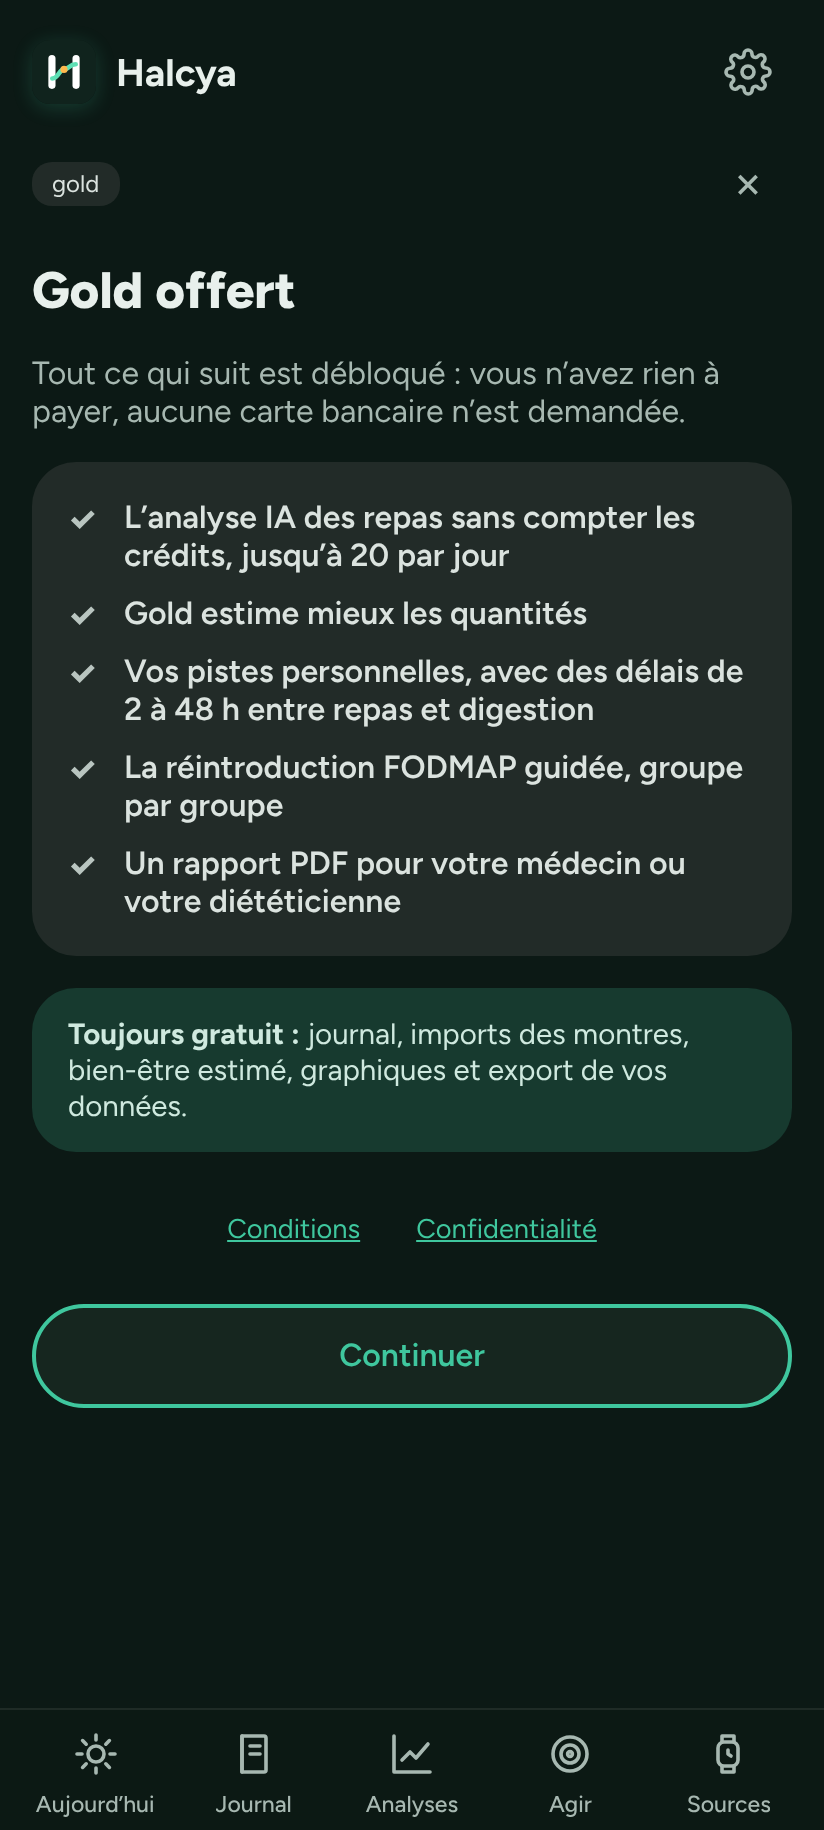 Halcya
gold
Gold offert
Tout ce qui suit est débloqué : vous n’avez rien à
payer, aucune carte bancaire n’est demandée.
L’analyse IA des repas sans compter les
crédits, jusqu’à 20 par jour
Gold estime mieux les quantités
Vos pistes personnelles, avec des délais de
2 à 48 h entre repas et digestion
La réintroduction FODMAP guidée, groupe
par groupe
Un rapport PDF pour votre médecin ou
votre diététicienne
Toujours gratuit : journal, imports des montres,
bien-être estimé, graphiques et export de vos
données.
Conditions Confidentialité
Continuer
Aujourd’hui Journal Analyses Agir Sources